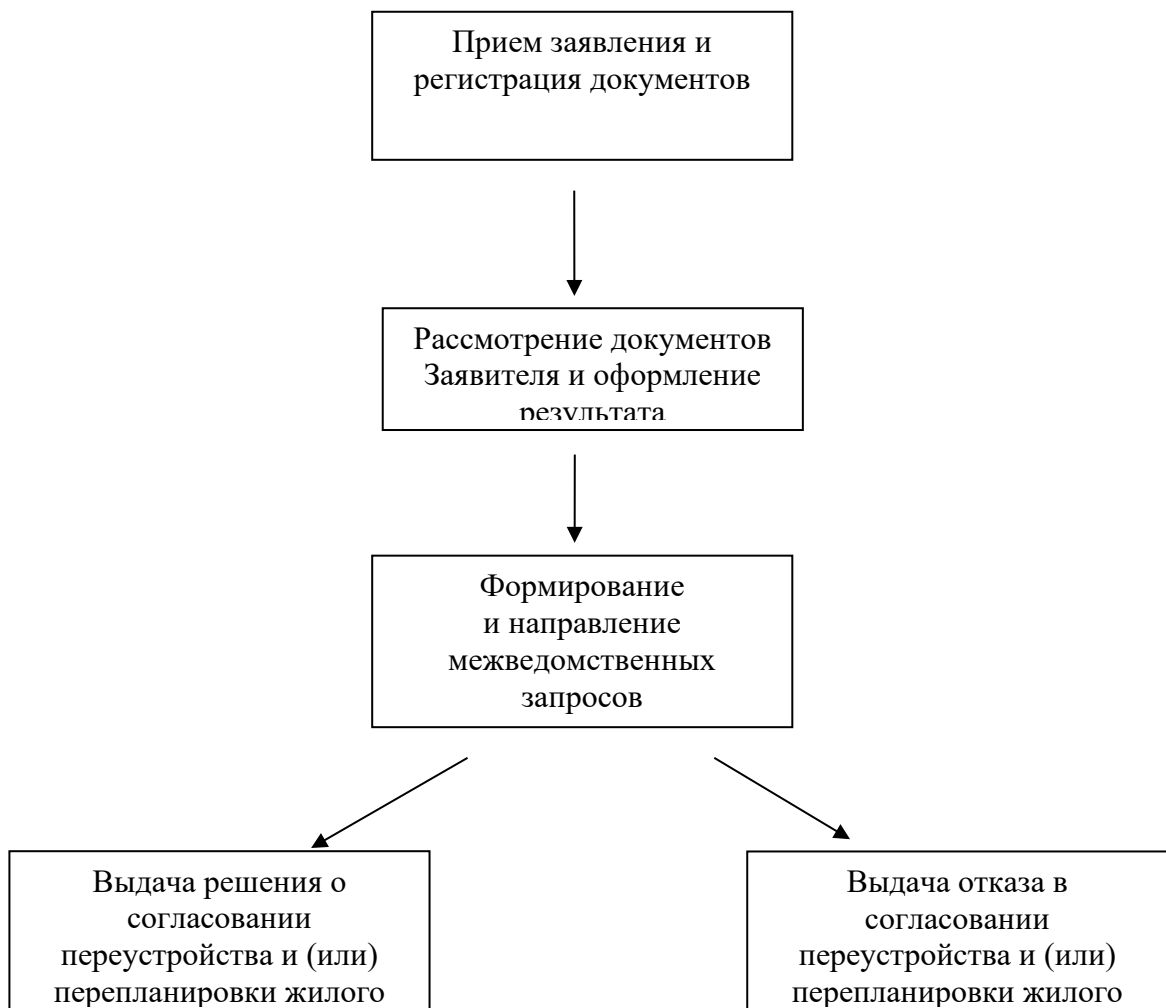 Прием заявления и
регистрация документов
Рассмотрение документов
Заявителя и оформление
результата
Формирование
и направление
межведомственных
запросов
Выдача решения о
согласовании
переустройства и (или)
перепланировки жилого
Выдача отказа в
согласовании
переустройства и (или)
перепланировки жилого